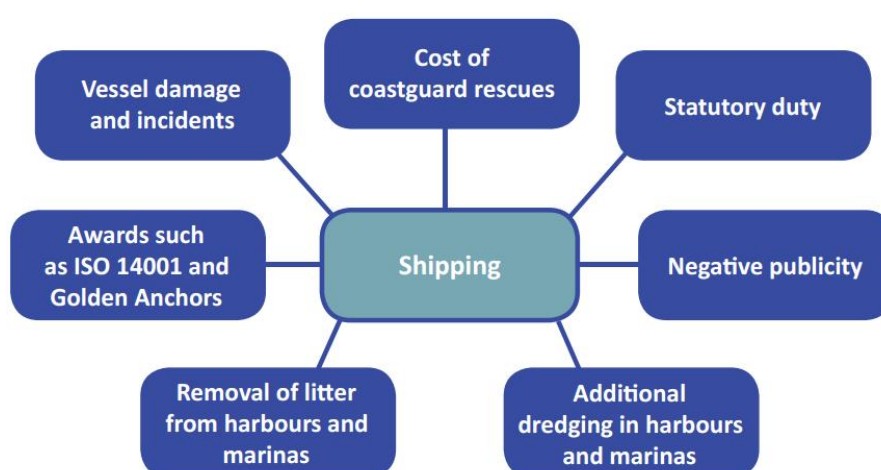 Cost of
coastguard rescues
Vessel damage
and incidents
Statutory duty
Awards such
as ISO 14001 and
Golden Anchors
Shipping
Negative publicity
Removal of litter
from harbours and
marinas
Additional
dredging in harbours
and marinas